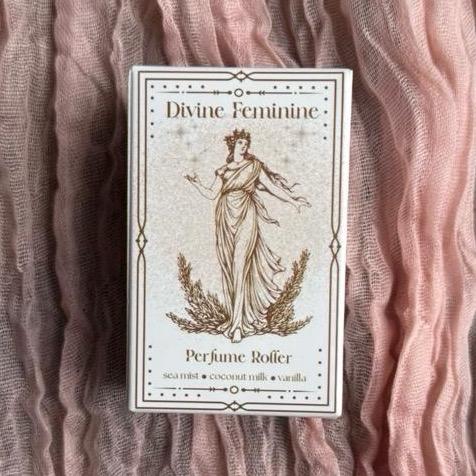 Divine Feminine
Perfume Roller
sea mist • coconut milk • vanilla